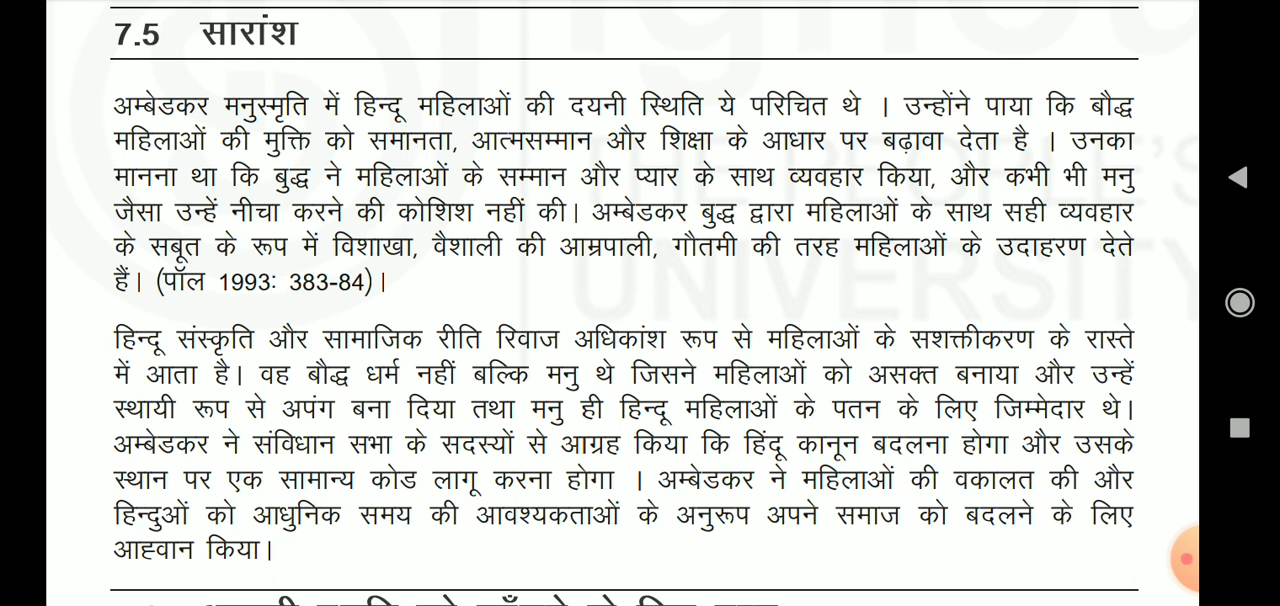 7.5 सारांश
अम्बेडकर मनुस्मृति में हिन्दू महिलाओं की दयनी स्थिति ये परिचित थे । उन्होंने पाया कि बौद्ध
महिलाओं की मुक्ति को समानता, आत्मसम्मान और शिक्षा के आधार पर बढ़ावा देता है । उनका
मानना था कि बुद्ध ने महिलाओं के सम्मान और प्यार के साथ व्यवहार किया, और कभी भी मनु
जैसा उन्हें नीचा करने की कोशिश नहीं की। अम्बेडकर बुद्ध द्वारा महिलाओं के साथ सही व्यवहार
के सबूत के रूप में विशाखा, वैशाली की आम्रपाली, गौतमी की तरह महिलाओं के उदाहरण देते
हैं। (पॉल 1993: 383-84)।
हिन्दू संस्कृति और सामाजिक रीति रिवाज अधिकांश रूप से महिलाओं के सशक्तीकरण के रास्ते
में आता है। वह बौद्ध धर्म नहीं बल्कि मनु थे जिसने महिलाओं को असक्त बनाया और उन्हें
स्थायी रूप से अपंग बना दिया तथा मनु ही हिन्दू महिलाओं के पतन के लिए जिम्मेदार थे।
अम्बेडकर ने संविधान सभा के सदस्यों से आग्रह किया कि हिंदू कानून बदलना होगा और उसके
स्थान पर एक सामान्य कोड लागू करना होगा । अम्बेडकर ने महिलाओं की वकालत की और
हिन्दुओं को आधुनिक समय की आवश्यकताओं के अनुरूप अपने समाज को बदलने के लिए
आह्वान किया।
THE PEOPLE'S
UNIVERSITY